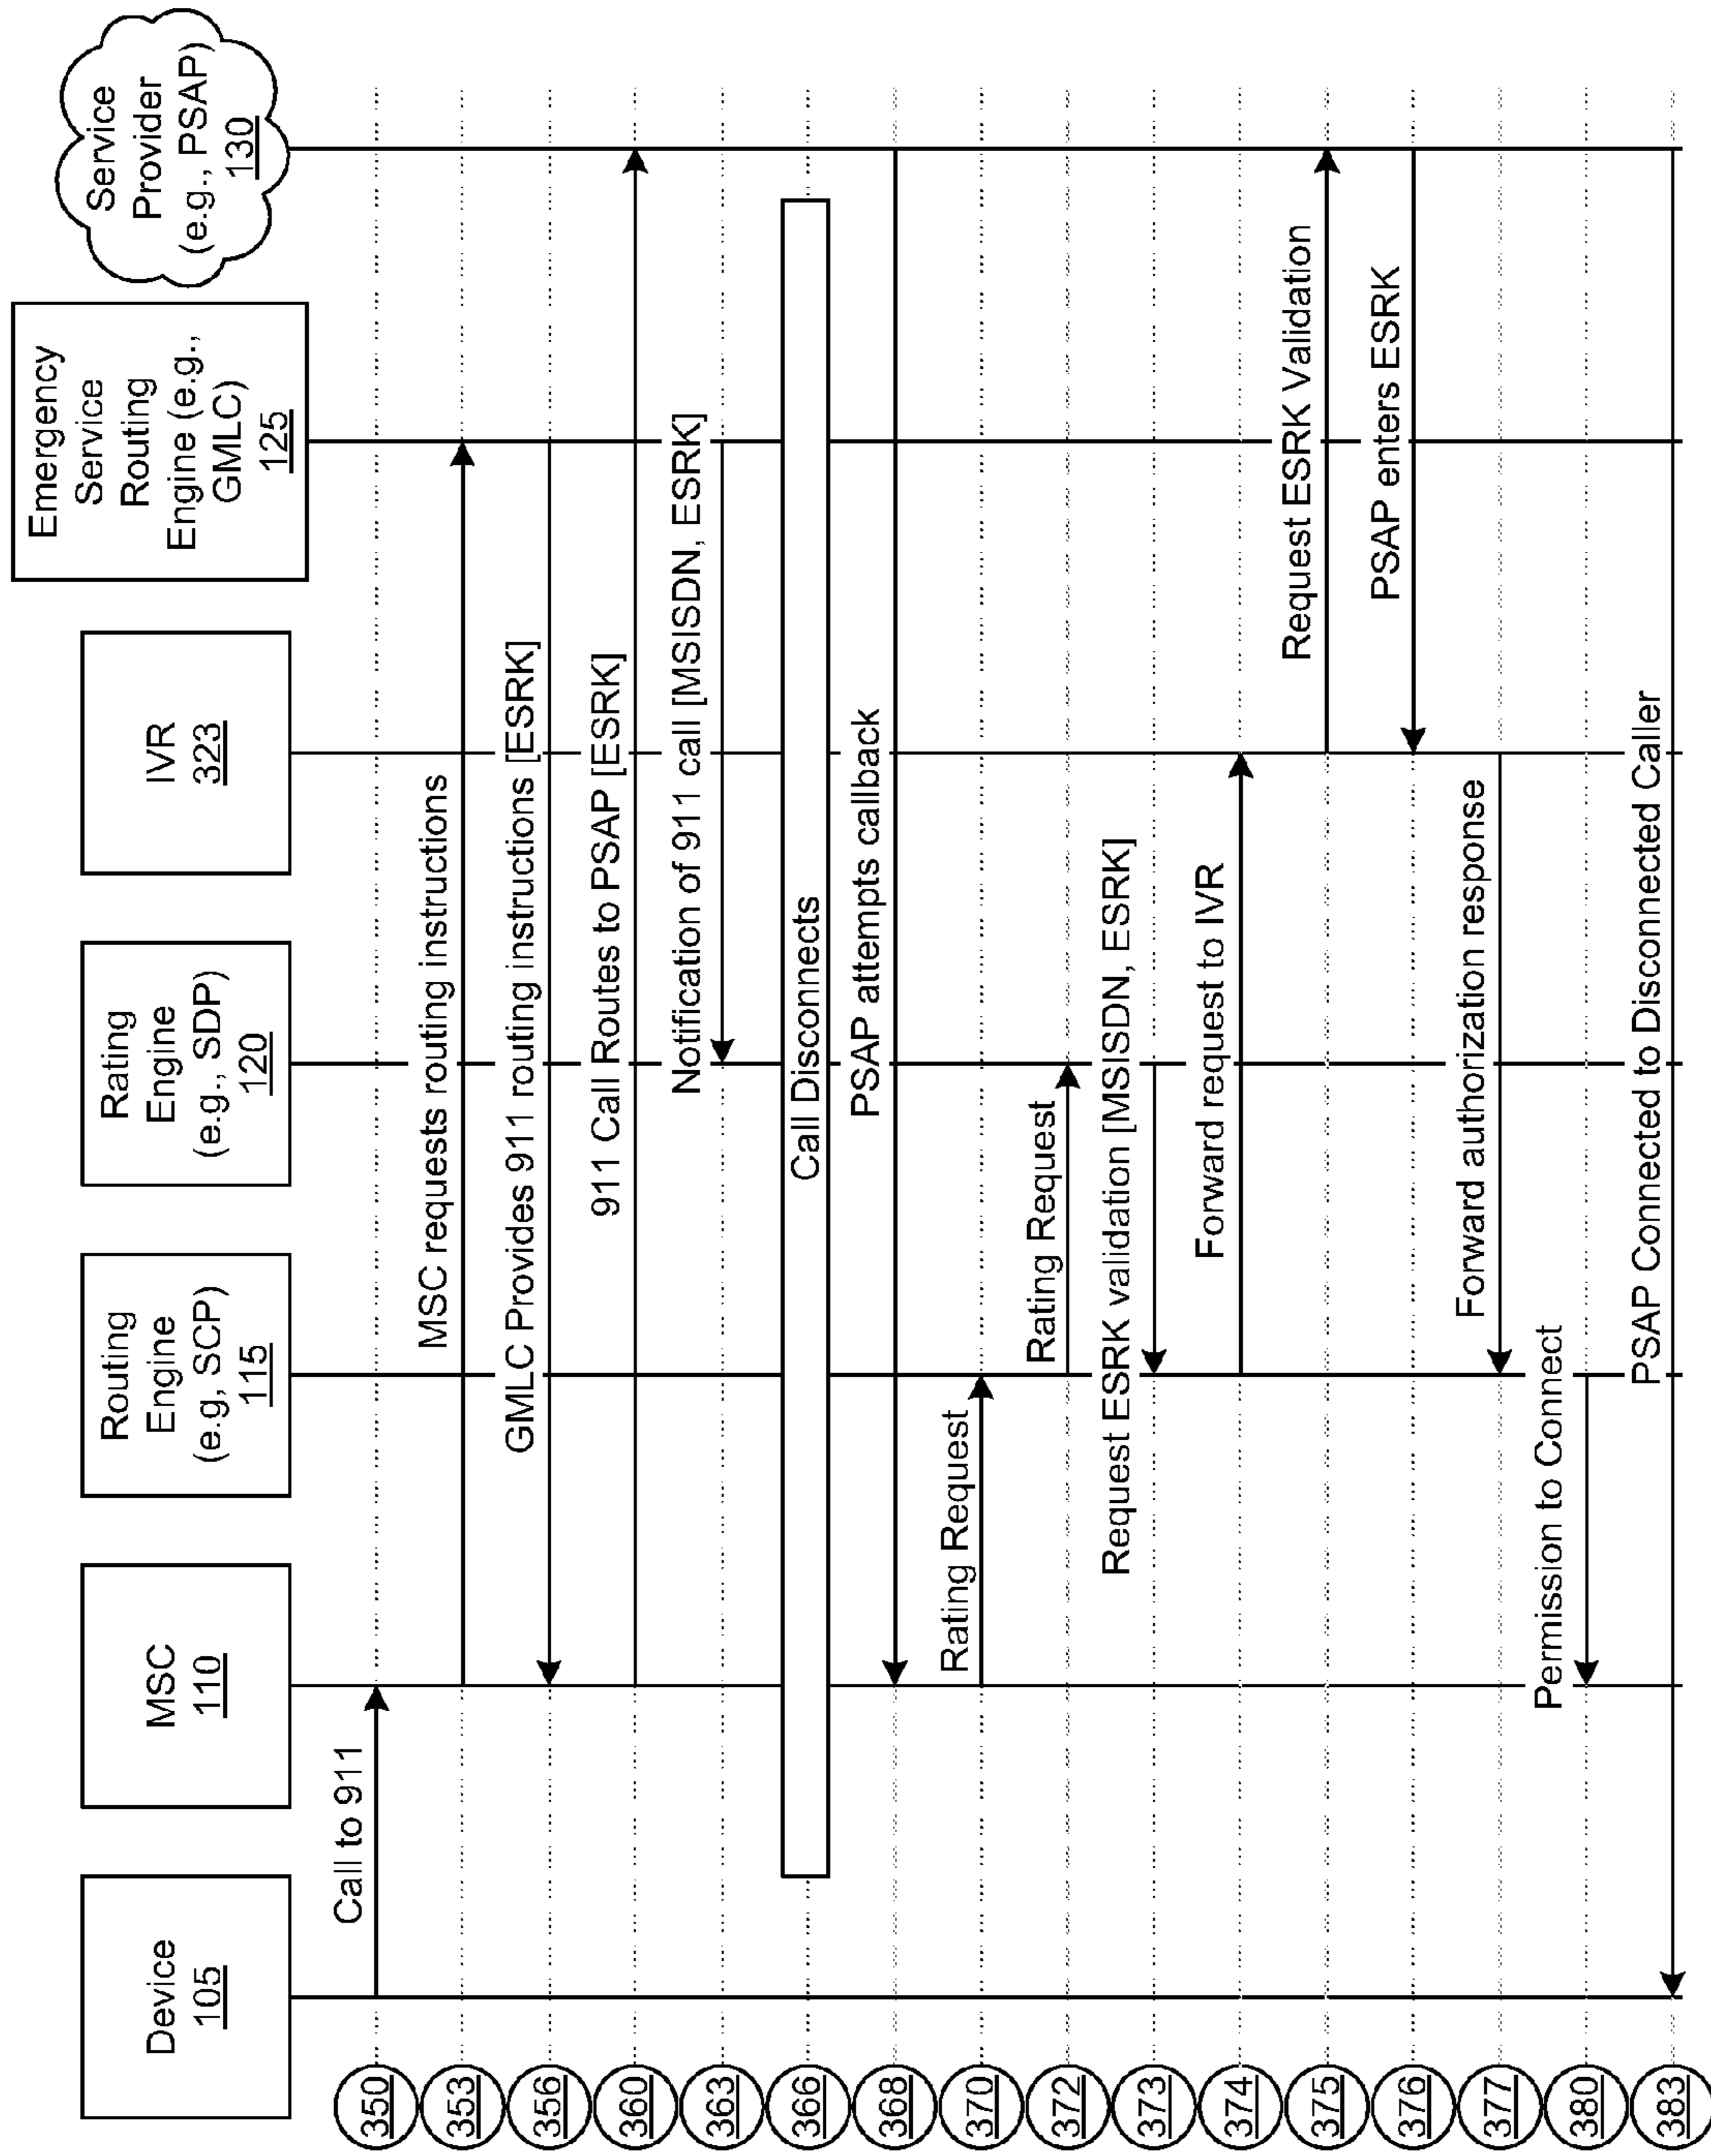 Device
105
MSC
110
Routing
Engine
(e.g, SCP)
115
Rating
Engine
(e.g., SDP)
120
IVR
323
Emergency
Service
Routing
Engine (e.g.,
GMLC)
125
Service
Provider
(e.g., PSAP)
130
350
Call to 911
353
MSC requests routing instructions
356
GMLC Provides 911 routing instructions [ESRK]
360
911 Call Routes to PSAP [ESRK]
363
Notification of 911 call [MSISDN, ESRK]
366
Call Disconnects
368
PSAP attempts callback
370
Rating Request
372
Rating Request
373
Request ESRK validation [MSISDN, ESRK]
374
Forward request to IVR
375
Request ESRK Validation
376
PSAP enters ESRK
377
Forward authorization response
380
Permission to Connect
383
PSAP Connected to Disconnected Caller